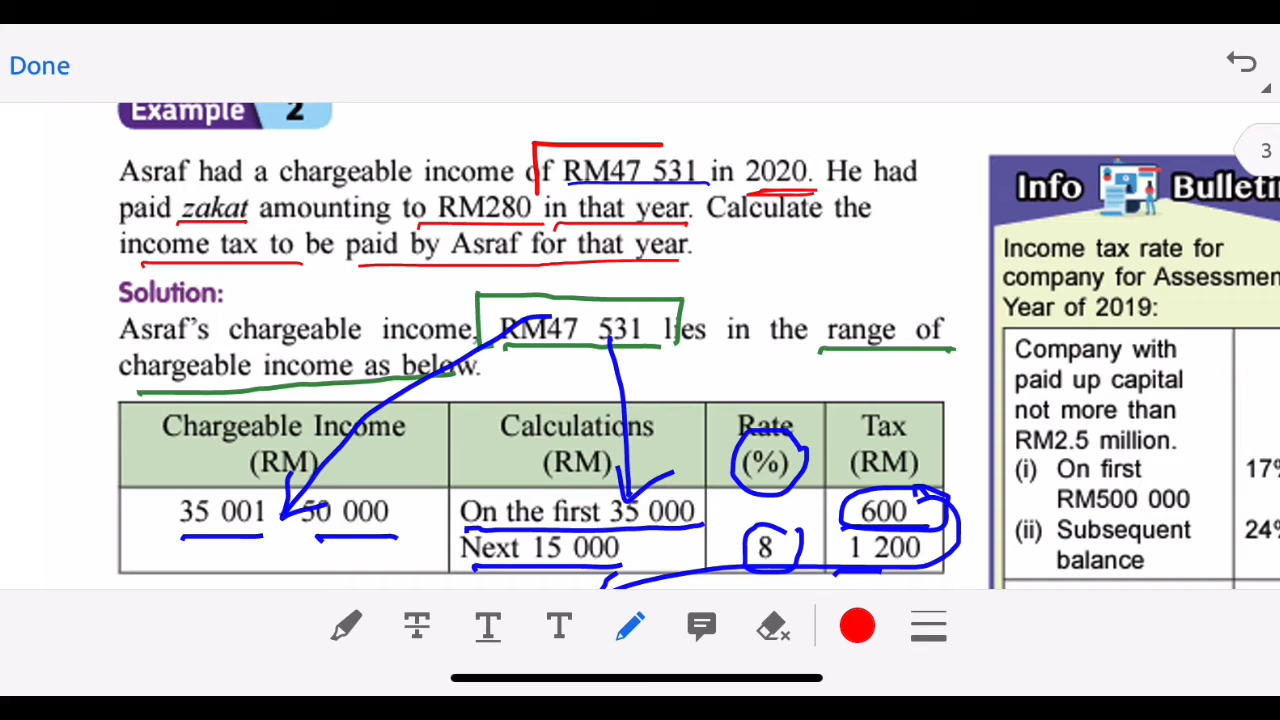 Done
3
Example 2
Asraf had a chargeable income of RM47 531 in 2020. He had
paid zakat amounting to RM280 in that year. Calculate the
income tax to be paid by Asraf for that year.
Solution:
Asraf's chargeable income, RM47 531 lies in the range of
chargeable income as below.
Chargeable Income
(RM)
Calculations
(RM)
Rate
(%)
Tax
(RM)
35 001 – 50 000
On the first 35 000
600
Next 15 000
8
1 200
Info Bulleti
Income tax rate for
company for Assessmen
Year of 2019:
Company with
paid up capital
not more than
RM2.5 million.
(i) On first
RM500 000
17%
(ii) Subsequent
balance
24%
T
T
T